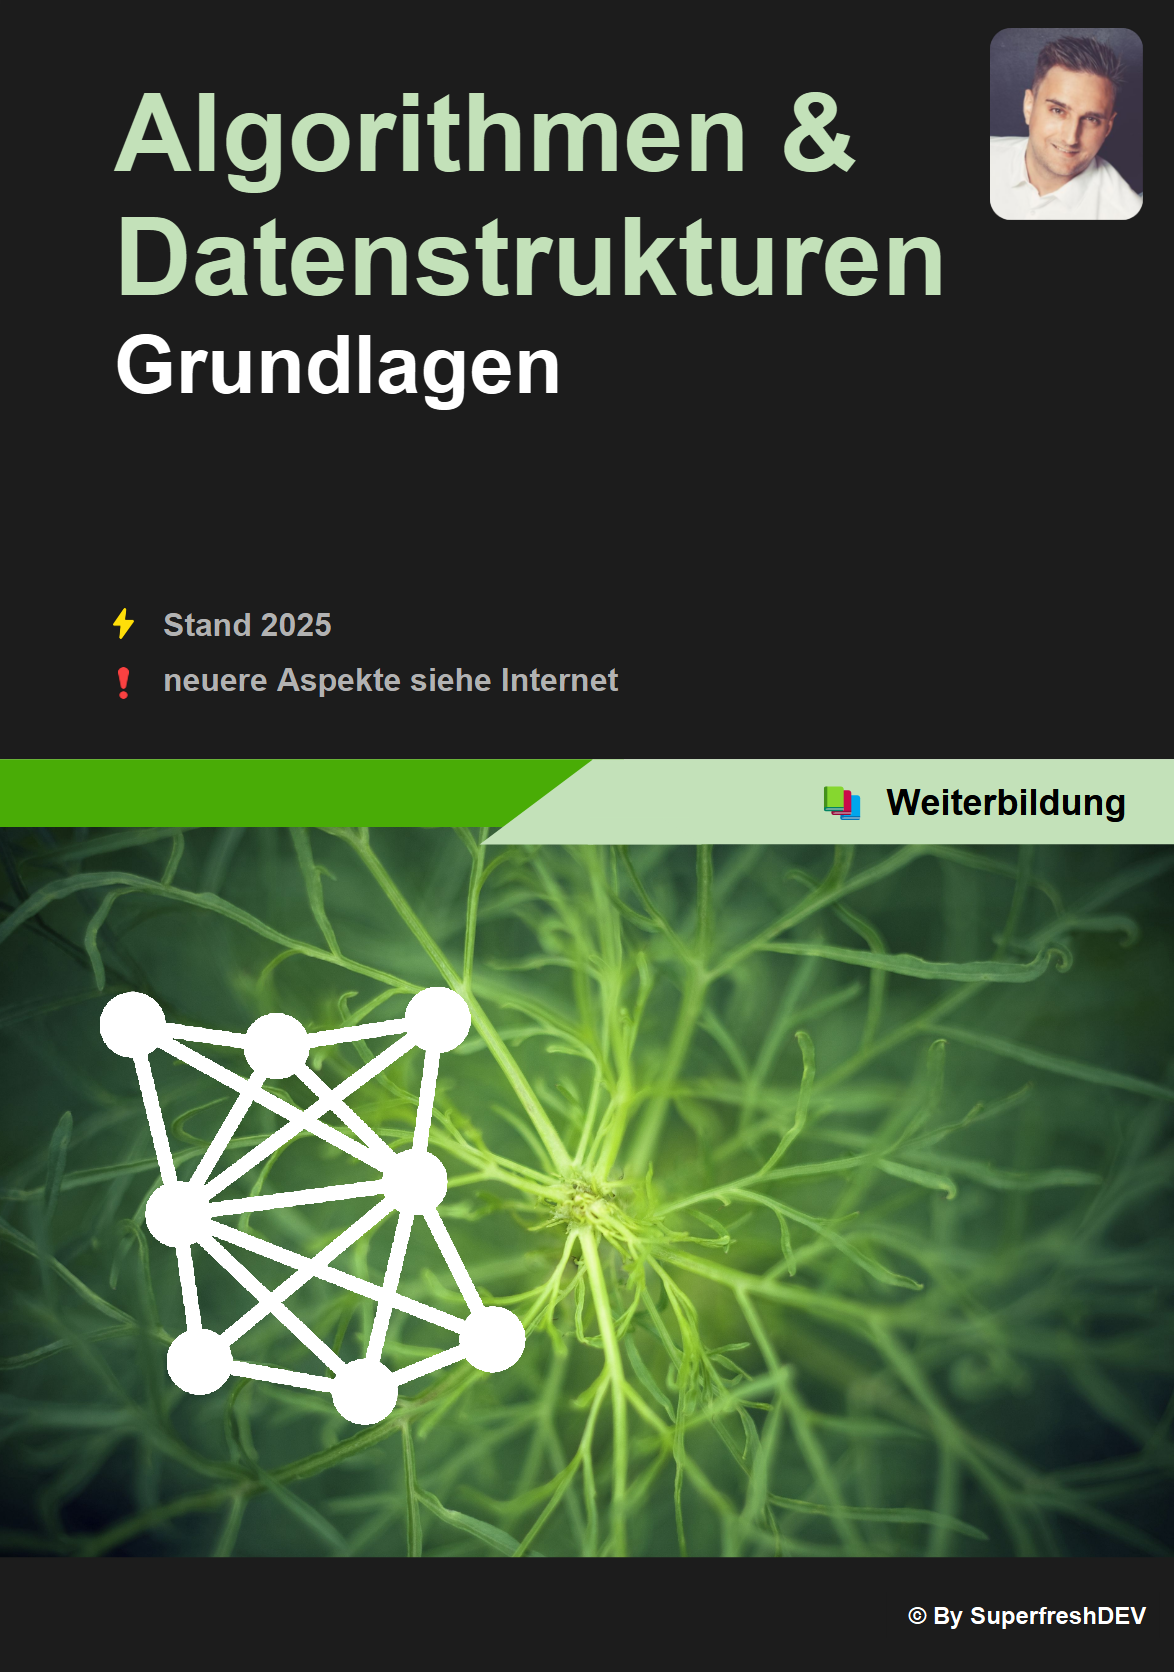 Algorithmen &
Datenstrukturen
Grundlagen
Stand 2025
neuere Aspekte siehe Internet
Weiterbildung
© By SuperfreshDEV